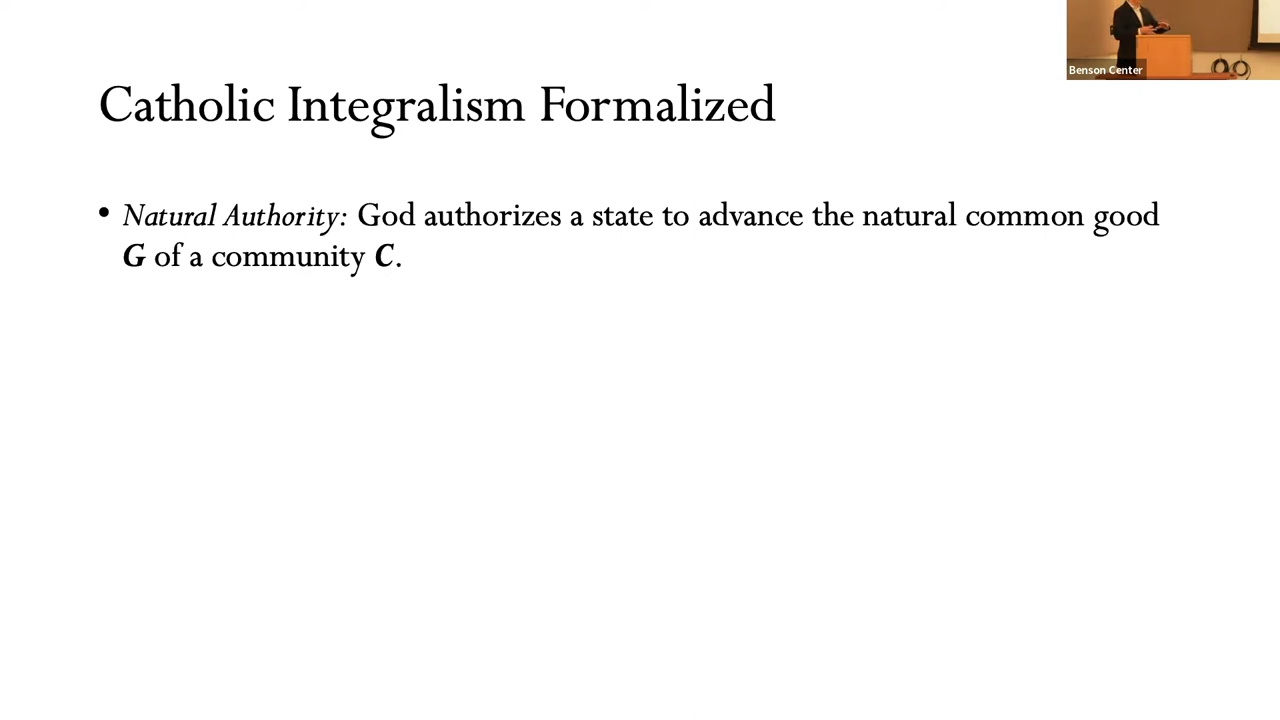 Benson Center
Catholic Integralism Formalized
• Natural Authority: God authorizes a state to advance the natural common good
G of a community C.